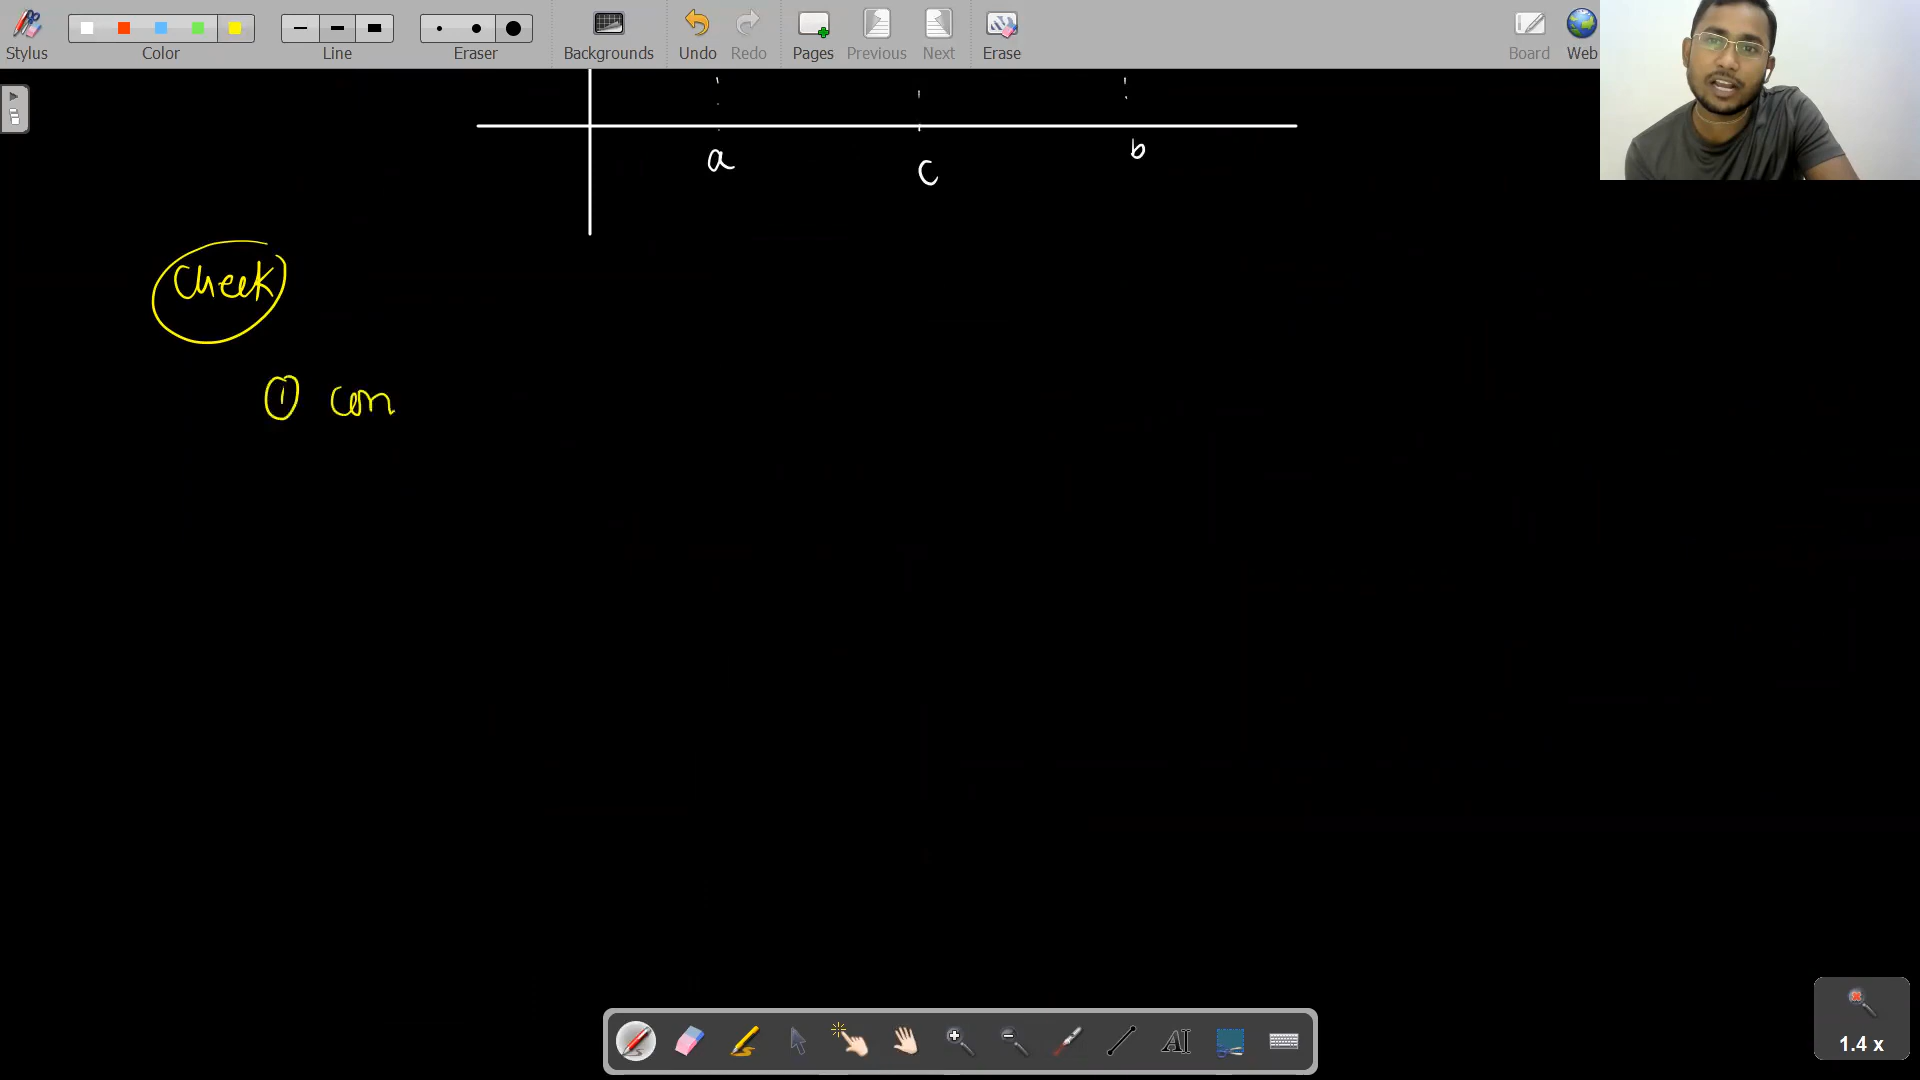 Stylus Color Line Eraser Backgrounds Undo Redo Pages Previous Next Erase Board Web
a c b
Check
① con
1.4 x